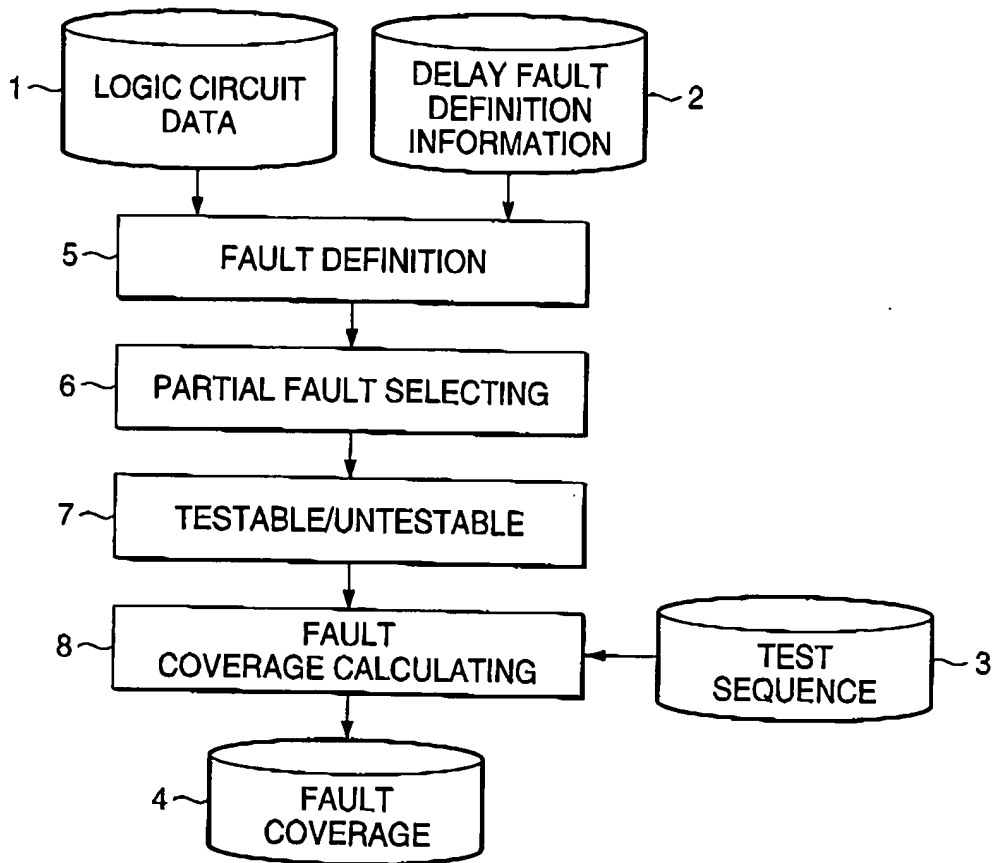 1
LOGIC CIRCUIT
DATA
DELAY FAULT
DEFINITION
INFORMATION
2
5
FAULT DEFINITION
6
PARTIAL FAULT SELECTING
7
TESTABLE/UNTESTABLE
8
FAULT
COVERAGE CALCULATING
TEST
SEQUENCE
3
4
FAULT
COVERAGE